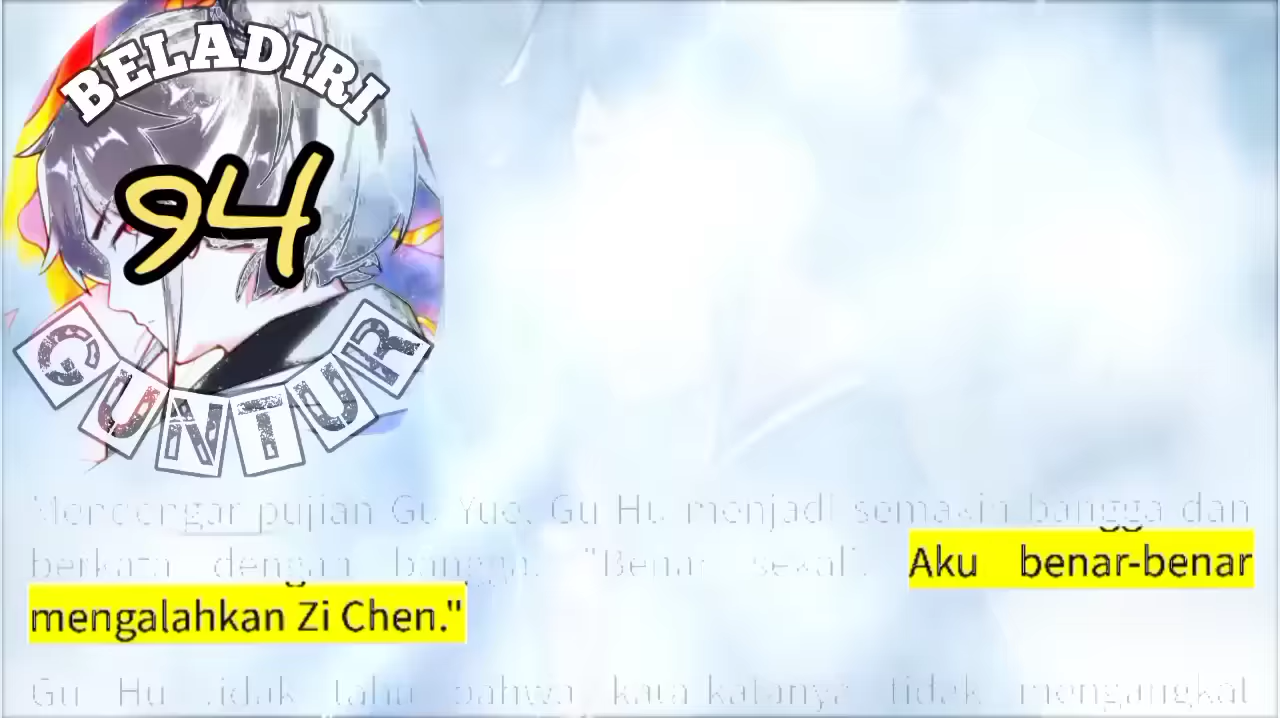 BELADIRI
94
GUNTUR
Mendengar pujian Gu Yue, Gu Hu menjadi semakin bangga dan
berkata dengan bangga. "Benar sekali. Aku benar-benar
mengalahkan Zi Chen."
Gu Hu tidak tahu bahwa kata-katanya tidak mengangkat